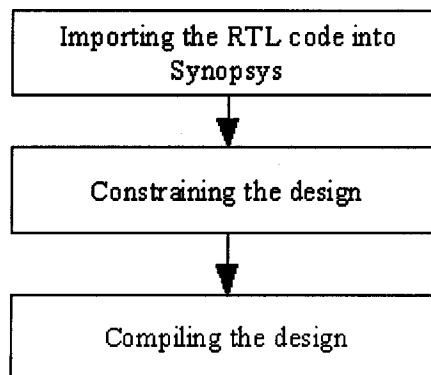 Importing the RTL code into
Synopsys
Constraining the design
Compiling the design